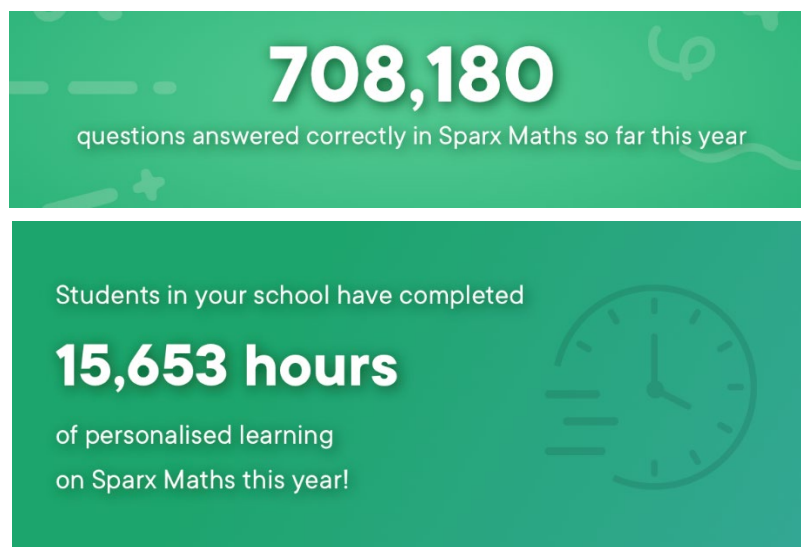 708,180
questions answered correctly in Sparx Maths so far this year
Students in your school have completed
15,653 hours
of personalised learning
on Sparx Maths this year!